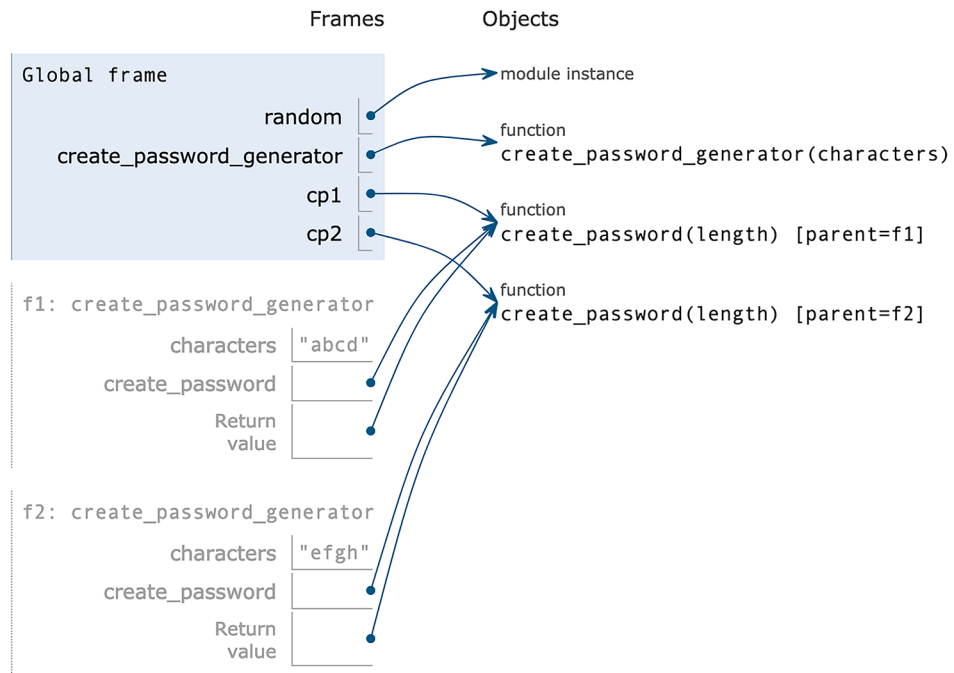 Frames Objects
Global frame
module instance
random
function
create_password_generator
create_password_generator(characters)
cp1
function
create_password(length) [parent=f1]
cp2
function
create_password(length) [parent=f2]
f1: create_password_generator
characters "abcd"
create_password
Return
value
f2: create_password_generator
characters "efgh"
create_password
Return
value